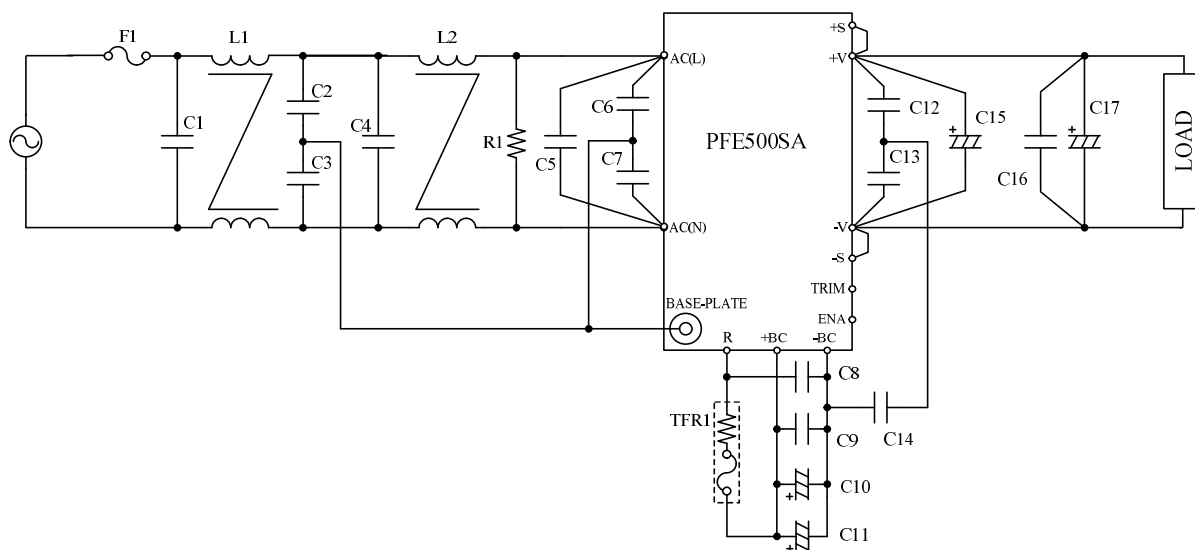 F1
L1
L2
C1
C2
C3
C4
R1
C5
C6
C7
AC(L)
AC(N)
PFE500SA
BASE-PLATE
R
+BC
-BC
+S
+V
-V
-S
TRIM
ENA
C12
C13
+
C15
C16
+
C17
LOAD
TFR1
C8
C9
C14
+
C10
+
C11